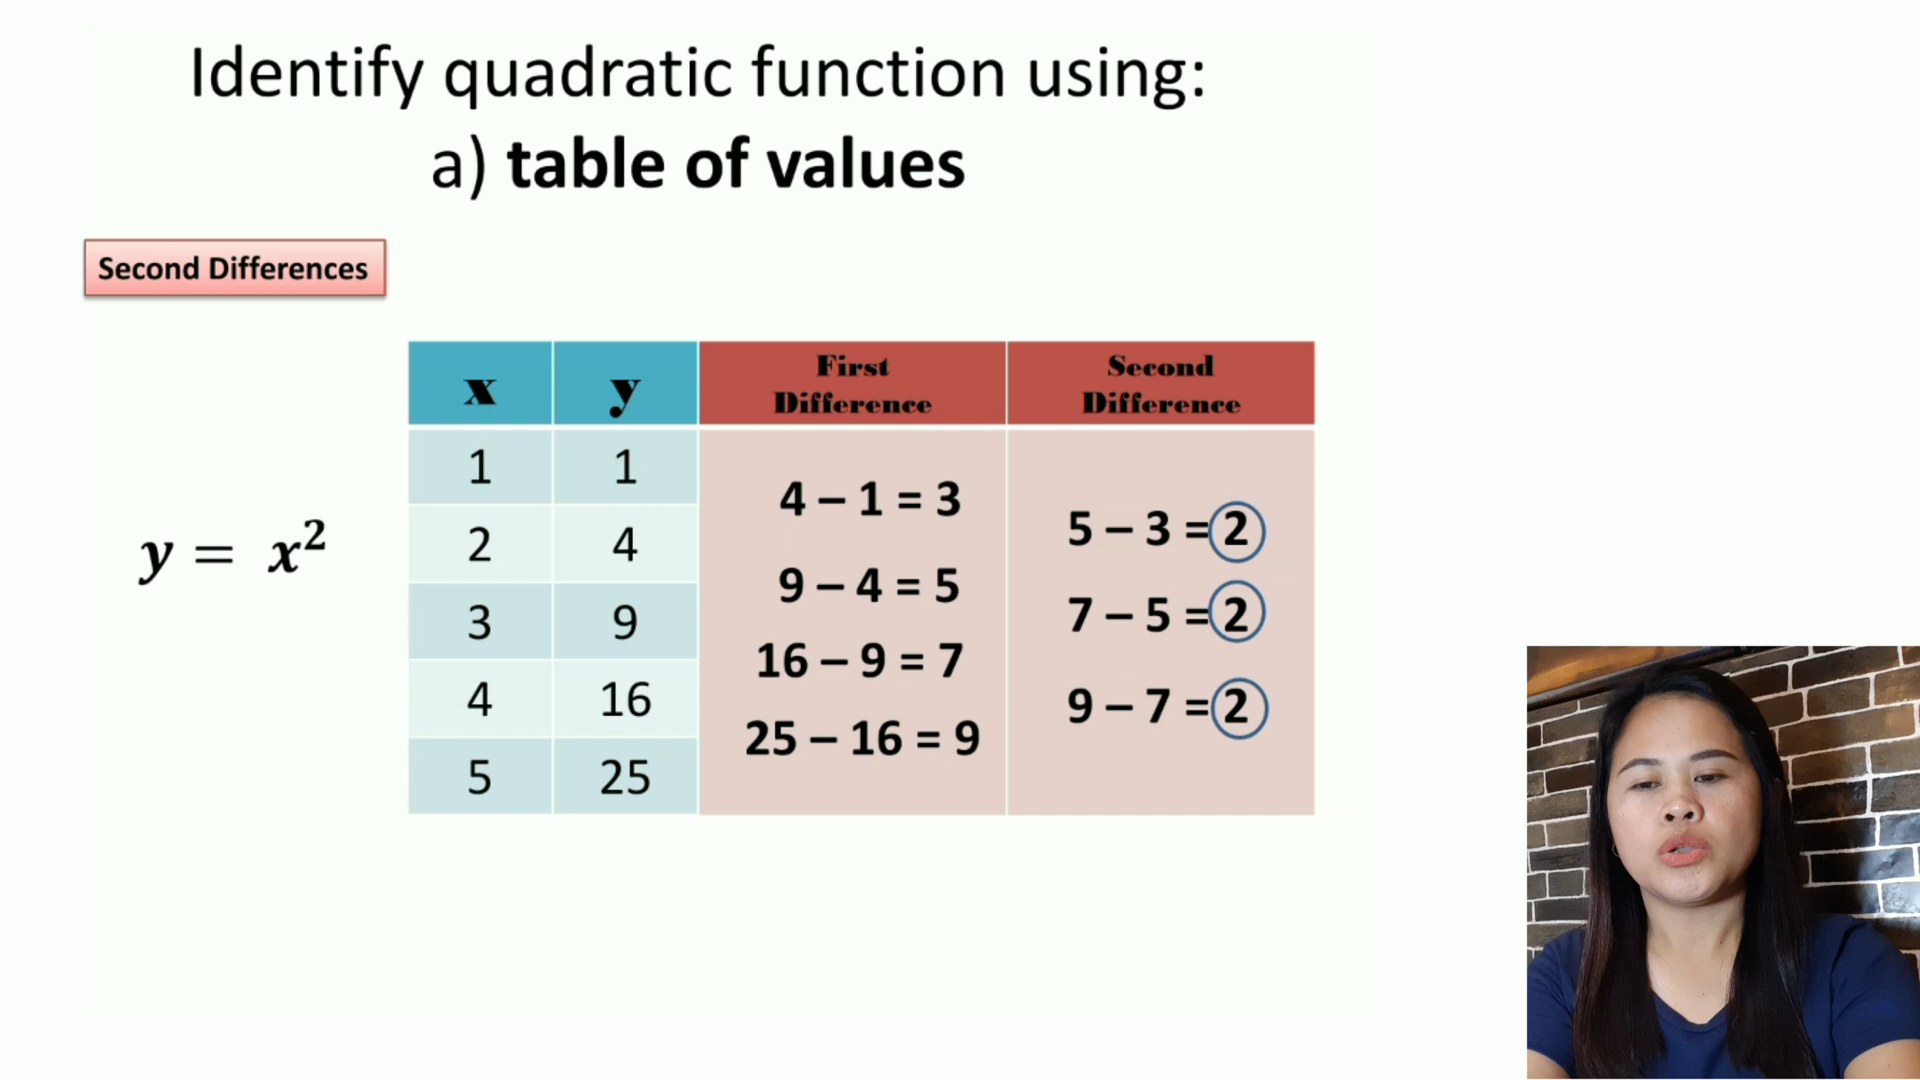 Identify quadratic function using:
a) table of values
Second Differences
x y First Difference Second Difference
1 1
4 – 1 = 3
5 – 3 = 2
y = x²
2 4
9 – 4 = 5
7 – 5 = 2
3 9
16 – 9 = 7
9 – 7 = 2
4 16
25 – 16 = 9
5 25